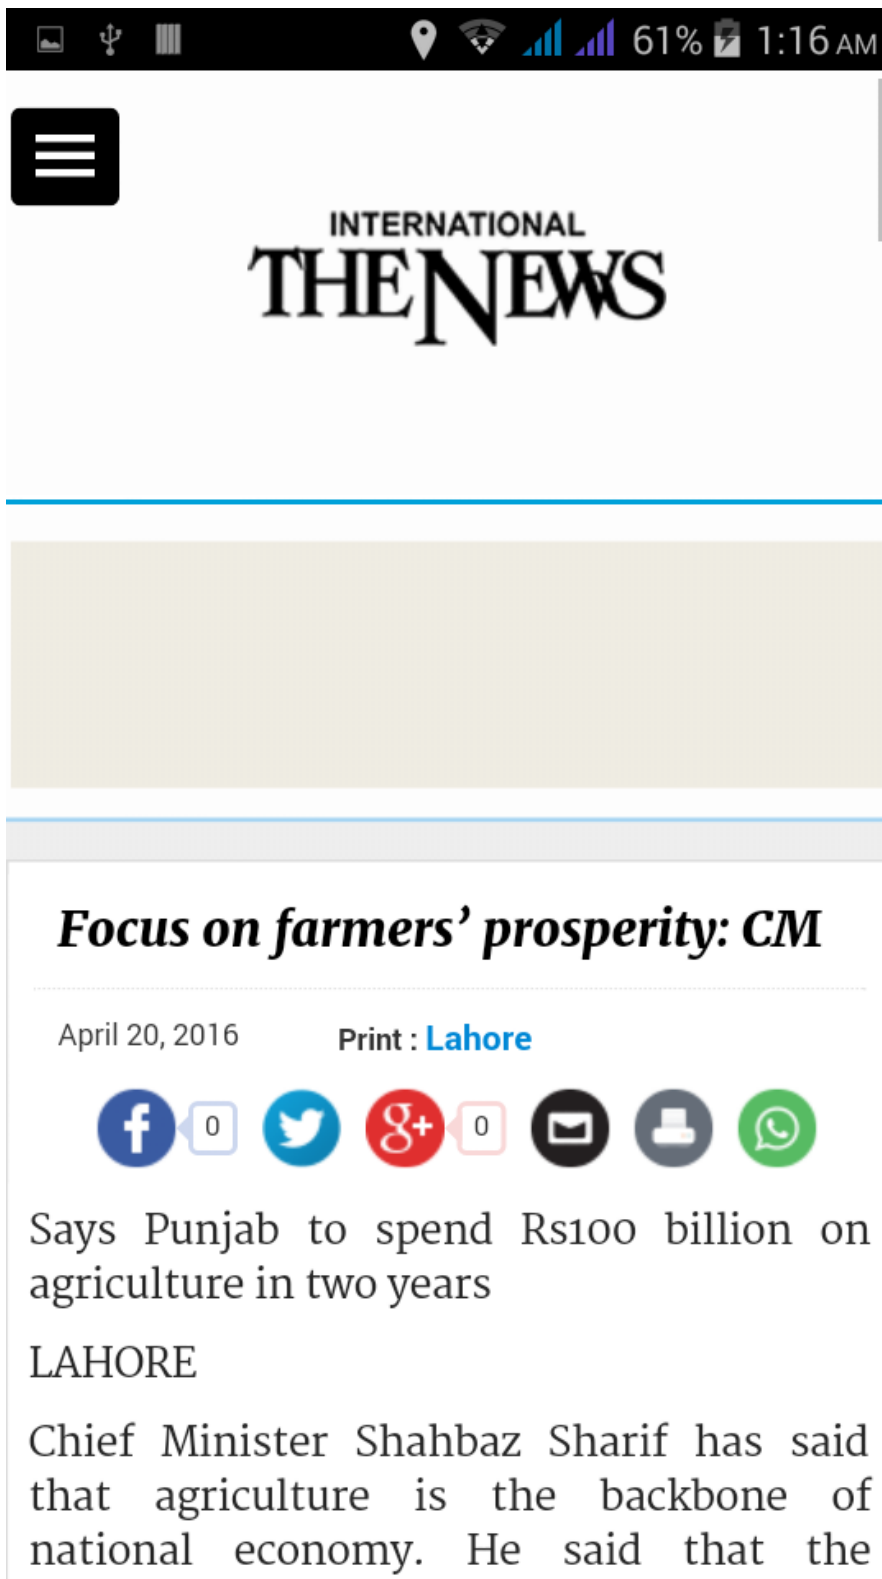 61% 1:16 AM
INTERNATIONAL
THE NEWS
Focus on farmers’ prosperity: CM
April 20, 2016 Print : Lahore
f 0 g+ 0
Says Punjab to spend Rs100 billion on
agriculture in two years
LAHORE
Chief Minister Shahbaz Sharif has said
that agriculture is the backbone of
national economy. He said that the